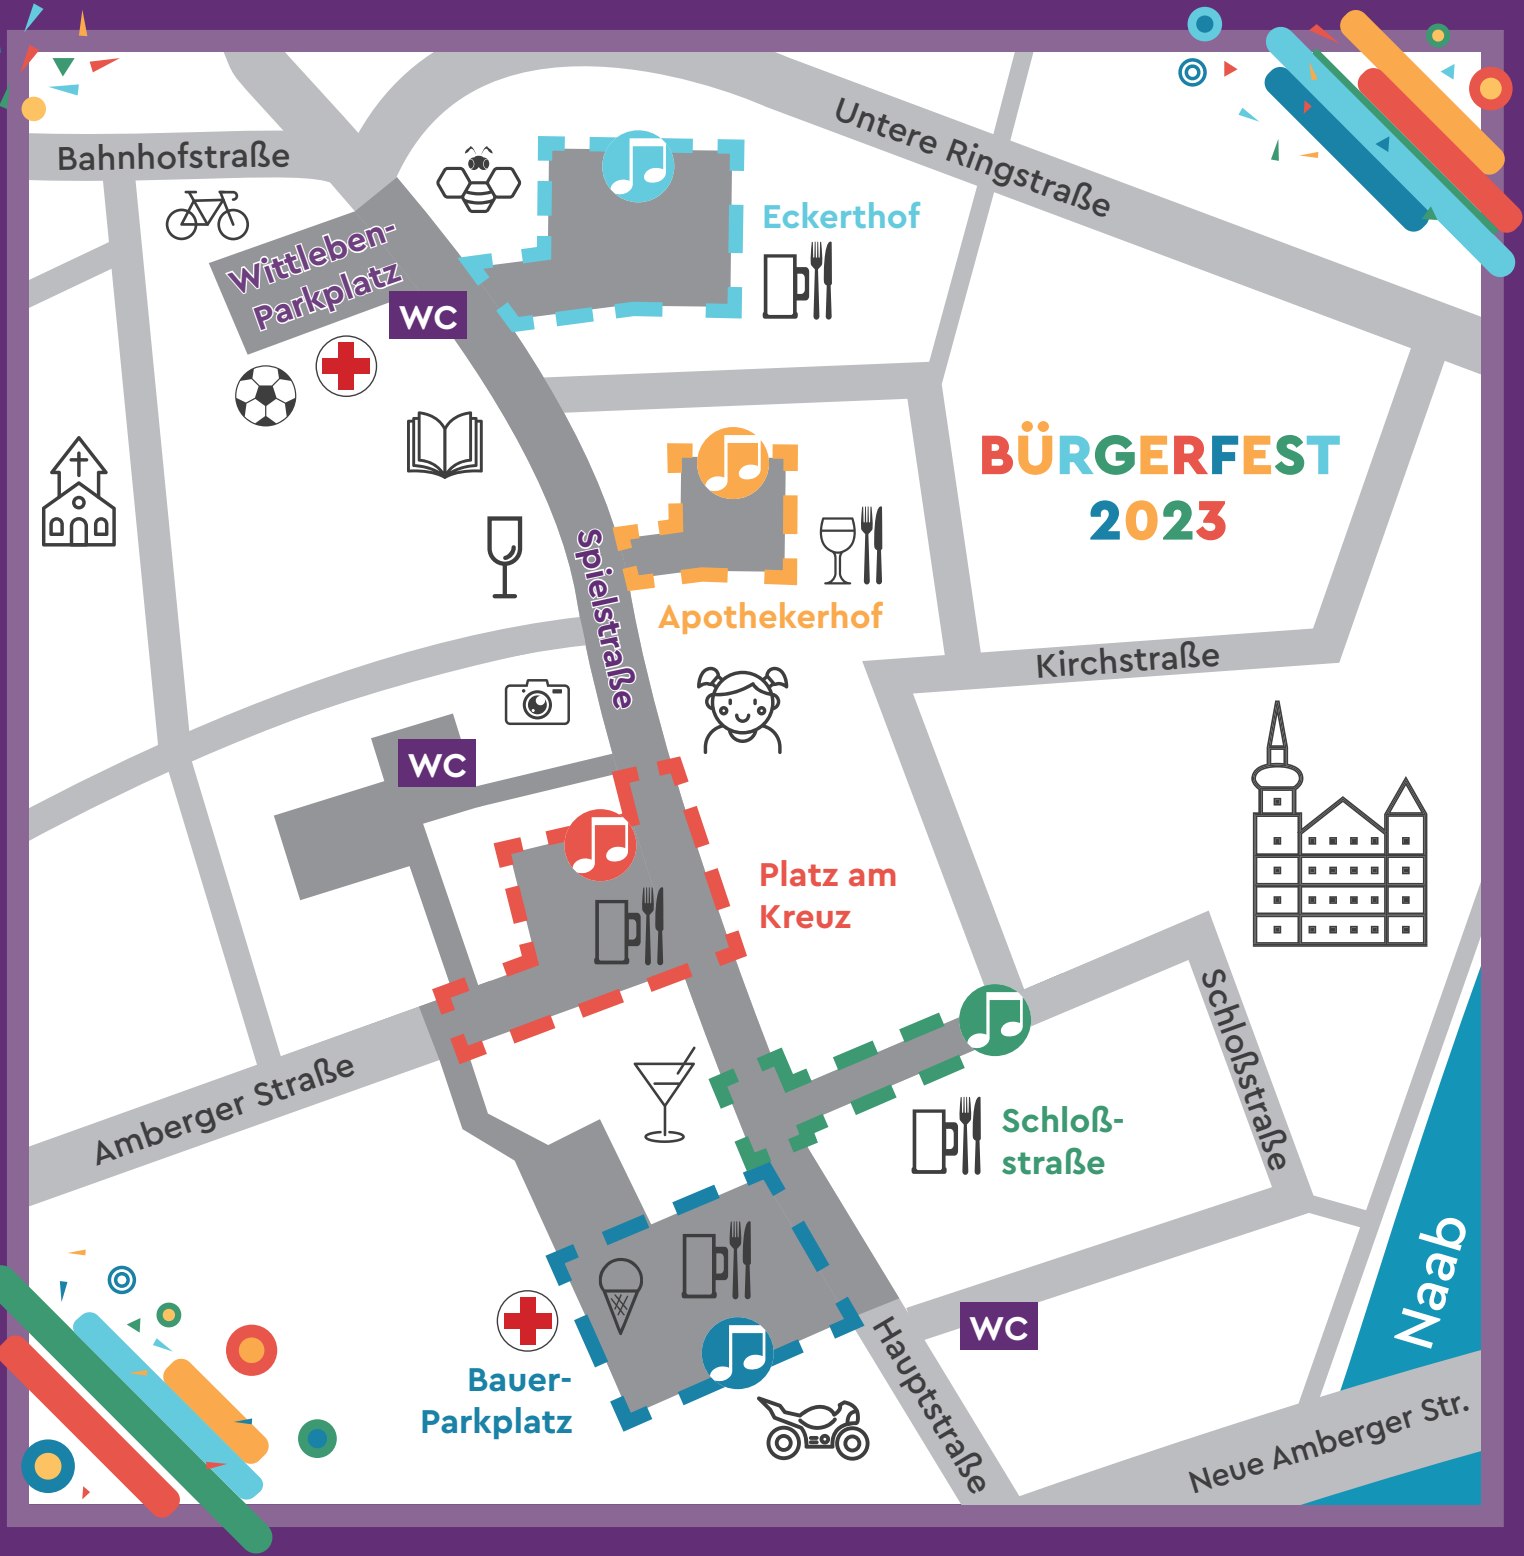 Bahnhofstraße
Untere Ringstraße
Wittleben-
Parkplatz
Eckerthof
WC
BÜRGERFEST
2023
Spielstraße
Apothekerhof
Kirchstraße
WC
Platz am
Kreuz
Amberger Straße
Schloßstraße
Schloß-
straße
Naab
WC
Hauptstraße
Bauer-
Parkplatz
Neue Amberger Str.